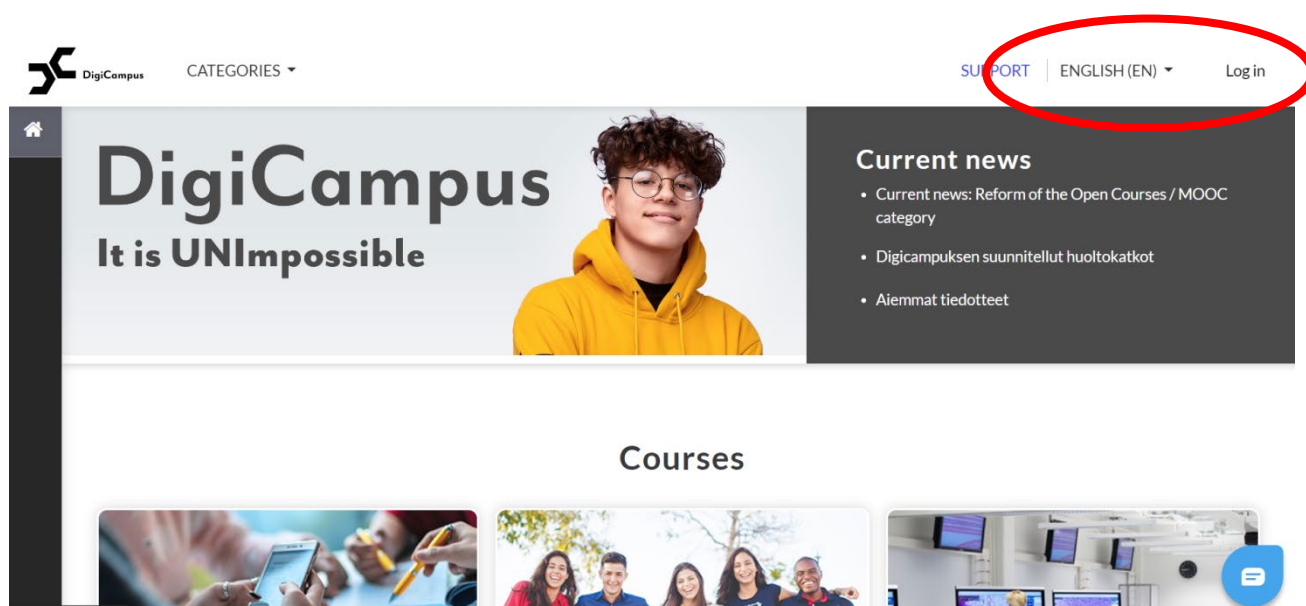 DigiCampus
CATEGORIES
SUPPORT
ENGLISH (EN)
Log in
DigiCampus
It is UNImpossible
Current news
• Current news: Reform of the Open Courses / MOOC
category
• Digicampuksen suunnitellut huoltokatkot
• Aiemmat tiedotteet
Courses